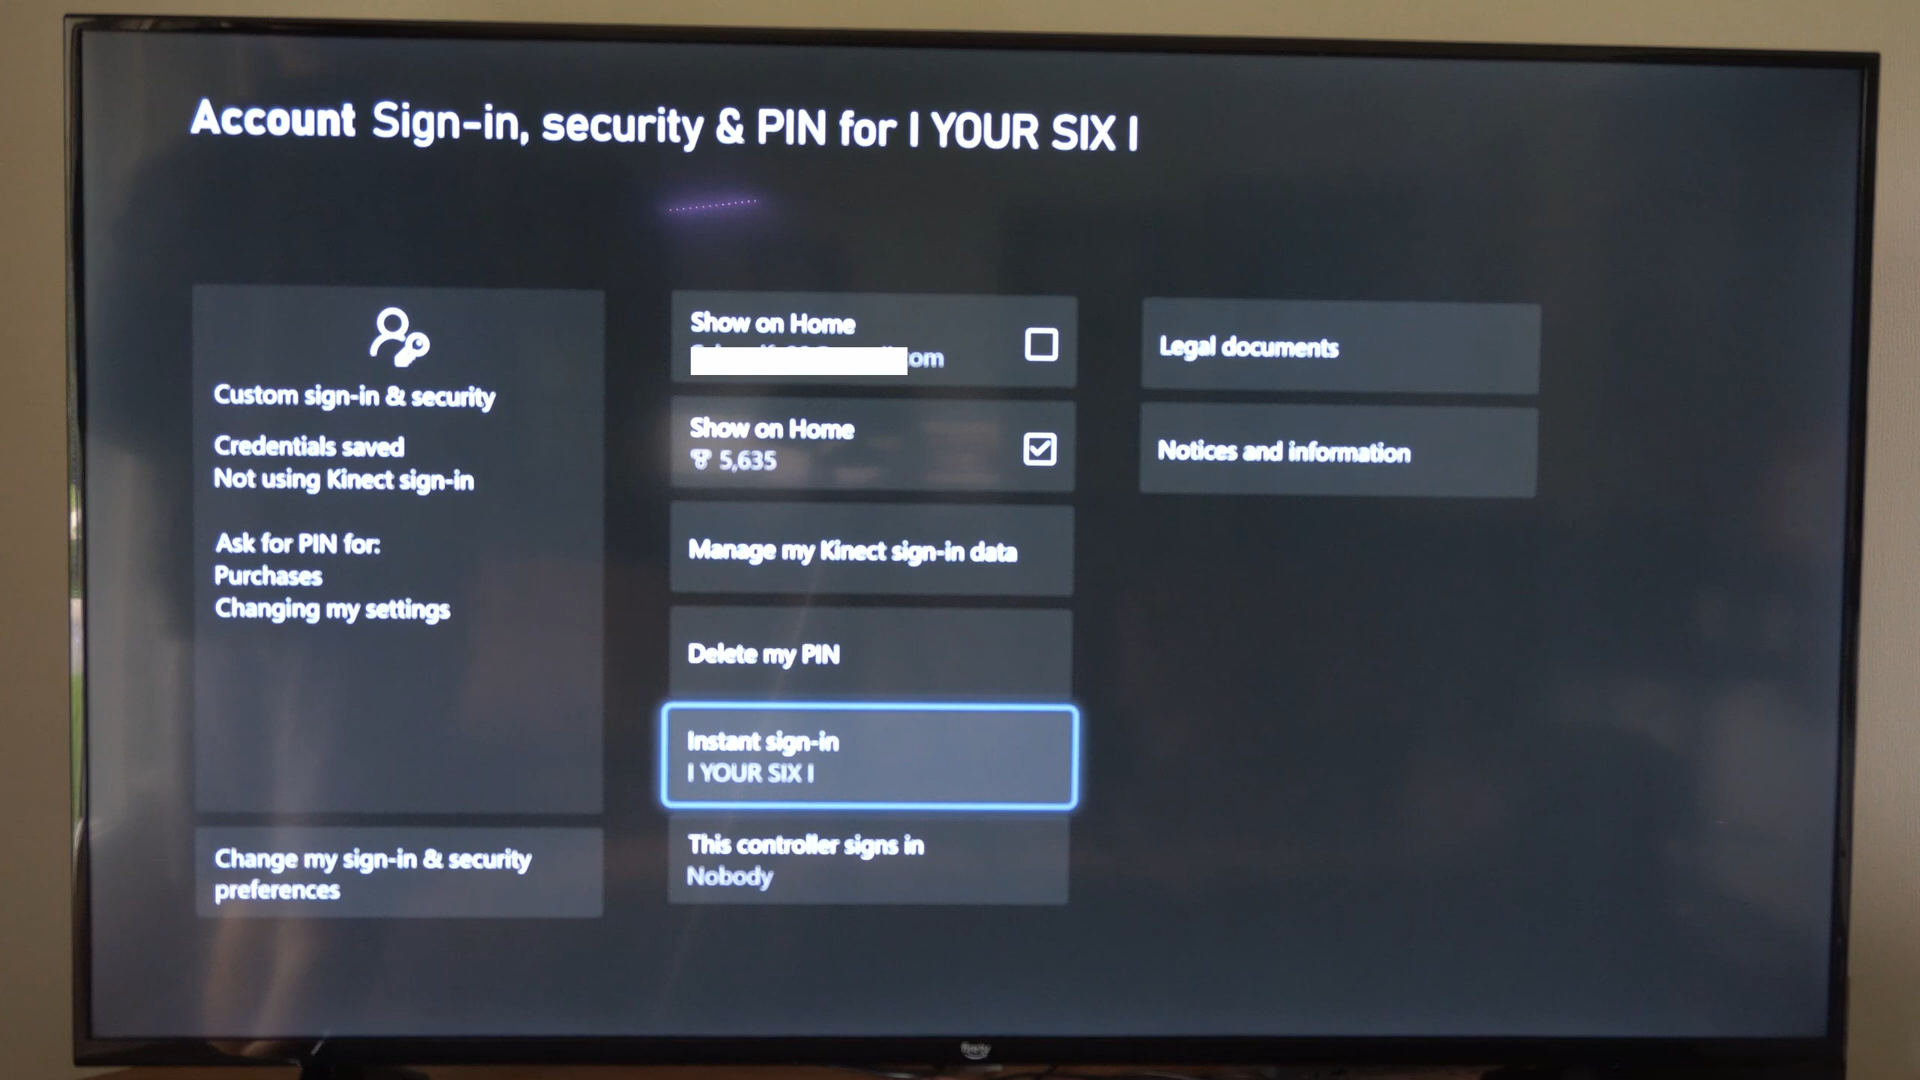 Account Sign-in, security & PIN for I YOUR SIX I
Custom sign-in & security
Credentials saved
Not using Kinect sign-in
Ask for PIN for:
Purchases
Changing my settings
Change my sign-in & security
preferences
Show on Home
om
Show on Home
5,635
Manage my Kinect sign-in data
Delete my PIN
Instant sign-in
I YOUR SIX I
This controller signs in
Nobody
Legal documents
Notices and information